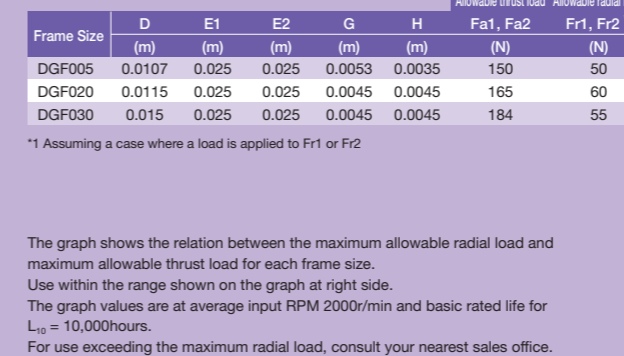 Allowable thrust load Allowable radial
Frame Size D E1 E2 G H Fa1, Fa2 Fr1, Fr2
(m) (m) (m) (m) (m) (N) (N)
DGF005 0.0107 0.025 0.025 0.0053 0.0035 150 50
DGF020 0.0115 0.025 0.025 0.0045 0.0045 165 60
DGF030 0.015 0.025 0.025 0.0045 0.0045 184 55
*1 Assuming a case where a load is applied to Fr1 or Fr2
The graph shows the relation between the maximum allowable radial load and
maximum allowable thrust load for each frame size.
Use within the range shown on the graph at right side.
The graph values are at average input RPM 2000r/min and basic rated life for
L₁₀ = 10,000hours.
For use exceeding the maximum radial load, consult your nearest sales office.